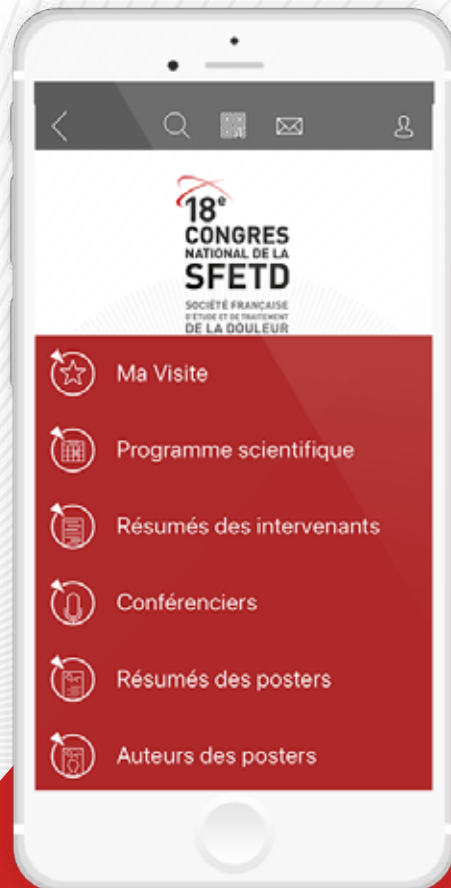 18e
CONGRES
NATIONAL DE LA
SFETD
SOCIÉTÉ FRANÇAISE
D'ÉTUDE ET DE TRAITEMENT
DE LA DOULEUR
Ma Visite
Programme scientifique
Résumés des intervenants
Conférenciers
Résumés des posters
Auteurs des posters